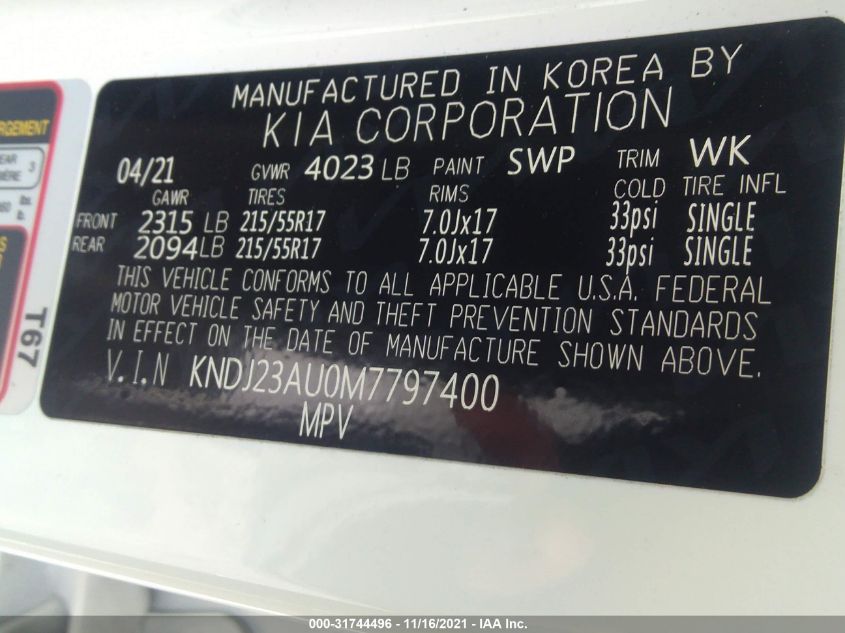 MANUFACTURED IN KOREA BY
KIA CORPORATION
04/21 GVWR 4023 LB PAINT SWP TRIM WK
GAWR TIRES RIMS COLD TIRE INFL
FRONT 2315 LB 215/55R17 7.0Jx17 33psi SINGLE
REAR 2094LB 215/55R17 7.0Jx17 33psi SINGLE
THIS VEHICLE CONFORMS TO ALL APPLICABLE U.S.A. FEDERAL
MOTOR VEHICLE SAFETY AND THEFT PREVENTION STANDARDS
IN EFFECT ON THE DATE OF MANUFACTURE SHOWN ABOVE.
V.I.N KNDJ23AU0M7797400
MPV
3
T67
000-31744496 - 11/16/2021 - IAA Inc.